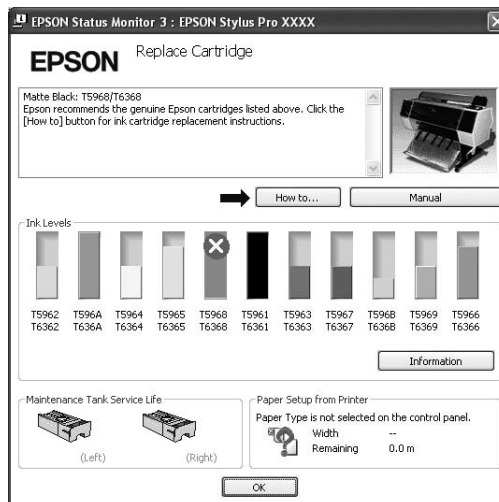 EPSON Status Monitor 3 : EPSON Stylus Pro XXXX
EPSON
Replace Cartridge
Matte Black: T5968/T6368
Epson recommends the genuine Epson cartridges listed above. Click the
[How to] button for ink cartridge replacement instructions.
How to...
Manual
Ink Levels
T5962 T596A T5964 T5965 T5968 T5961 T5963 T5967 T596B T5969 T5966
T6362 T636A T6364 T6365 T6368 T6361 T6363 T6367 T636B T6369 T6366
Information
Maintenance Tank Service Life
(Left) (Right)
Paper Setup from Printer
Paper Type is not selected on the control panel.
Width --
Remaining 0.0 m
OK